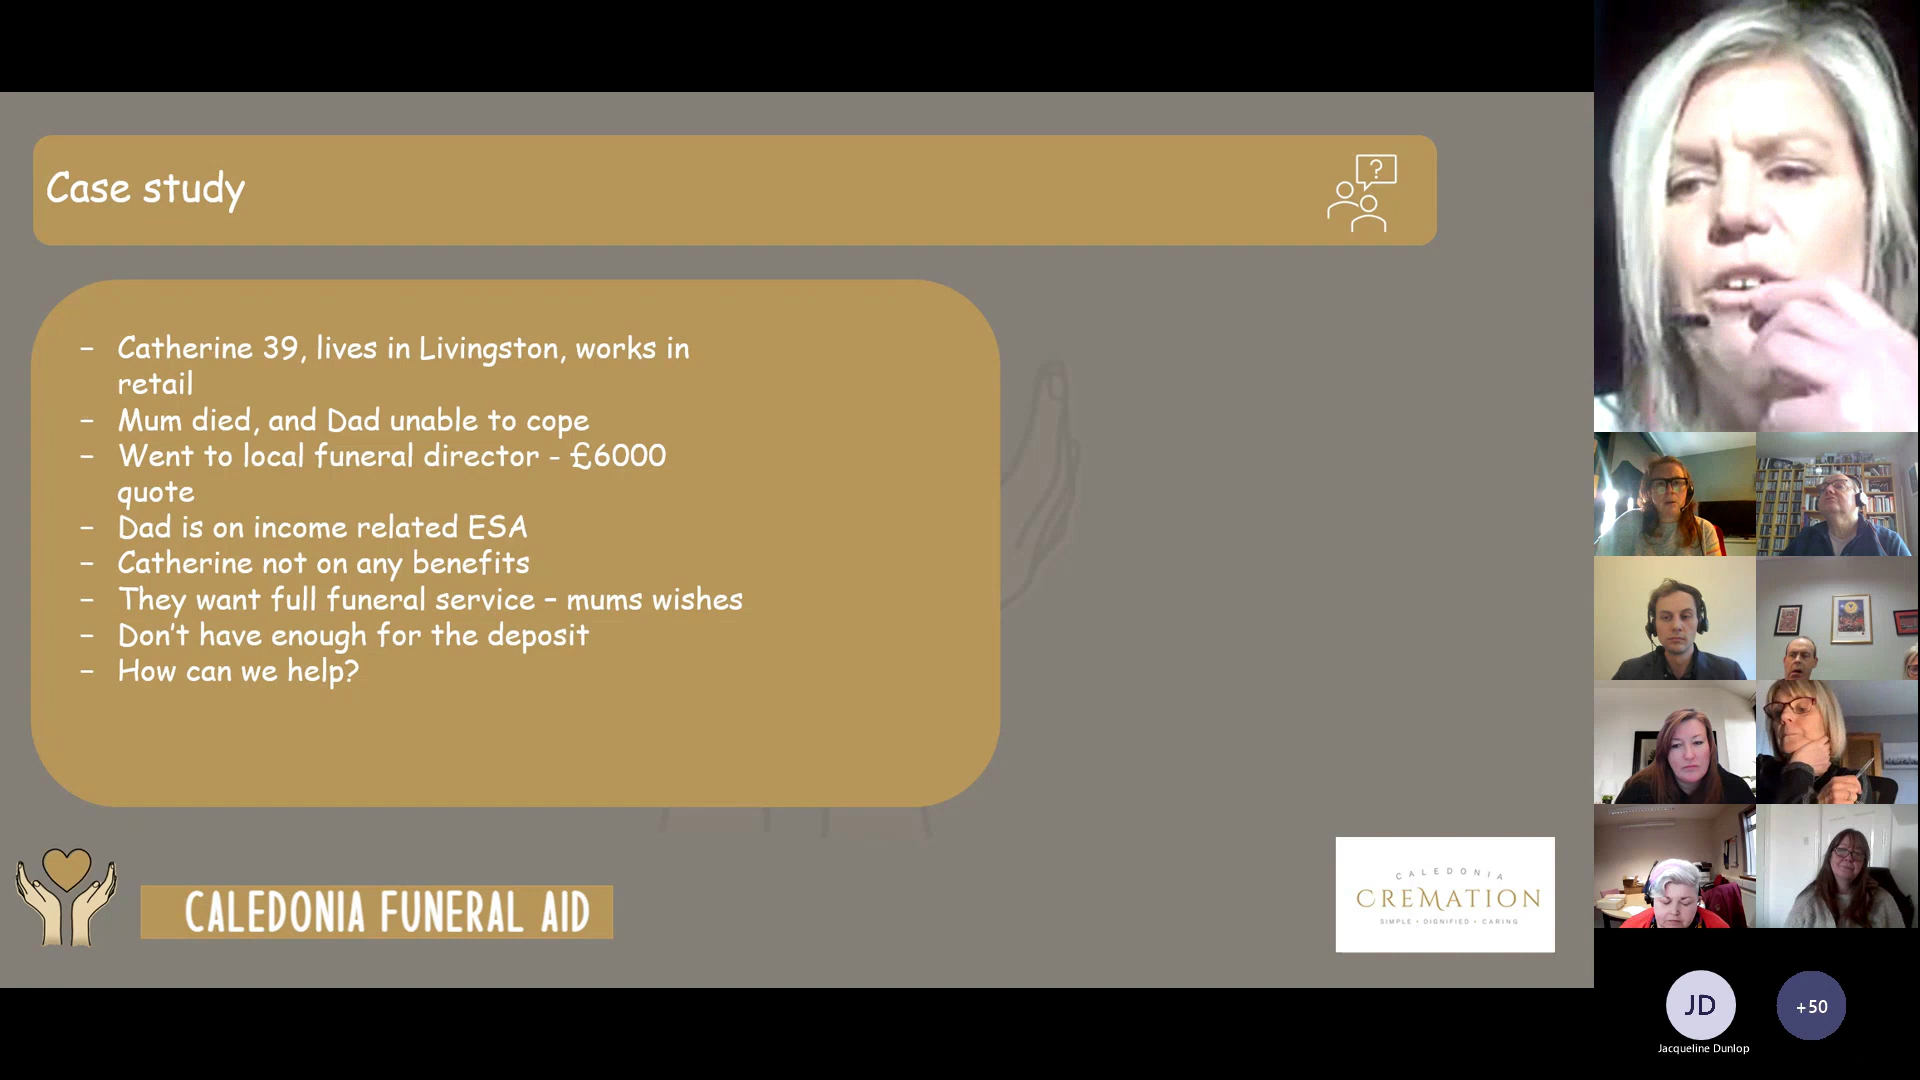 Case study
?
– Catherine 39, lives in Livingston, works in
retail
– Mum died, and Dad unable to cope
– Went to local funeral director - £6000
quote
– Dad is on income related ESA
– Catherine not on any benefits
– They want full funeral service – mums wishes
– Don't have enough for the deposit
– How can we help?
CALEDONIA FUNERAL AID
CALEDONIA
CREMATION
SIMPLE • DIGNIFIED • CARING
JD
+50
Jacqueline Dunlop